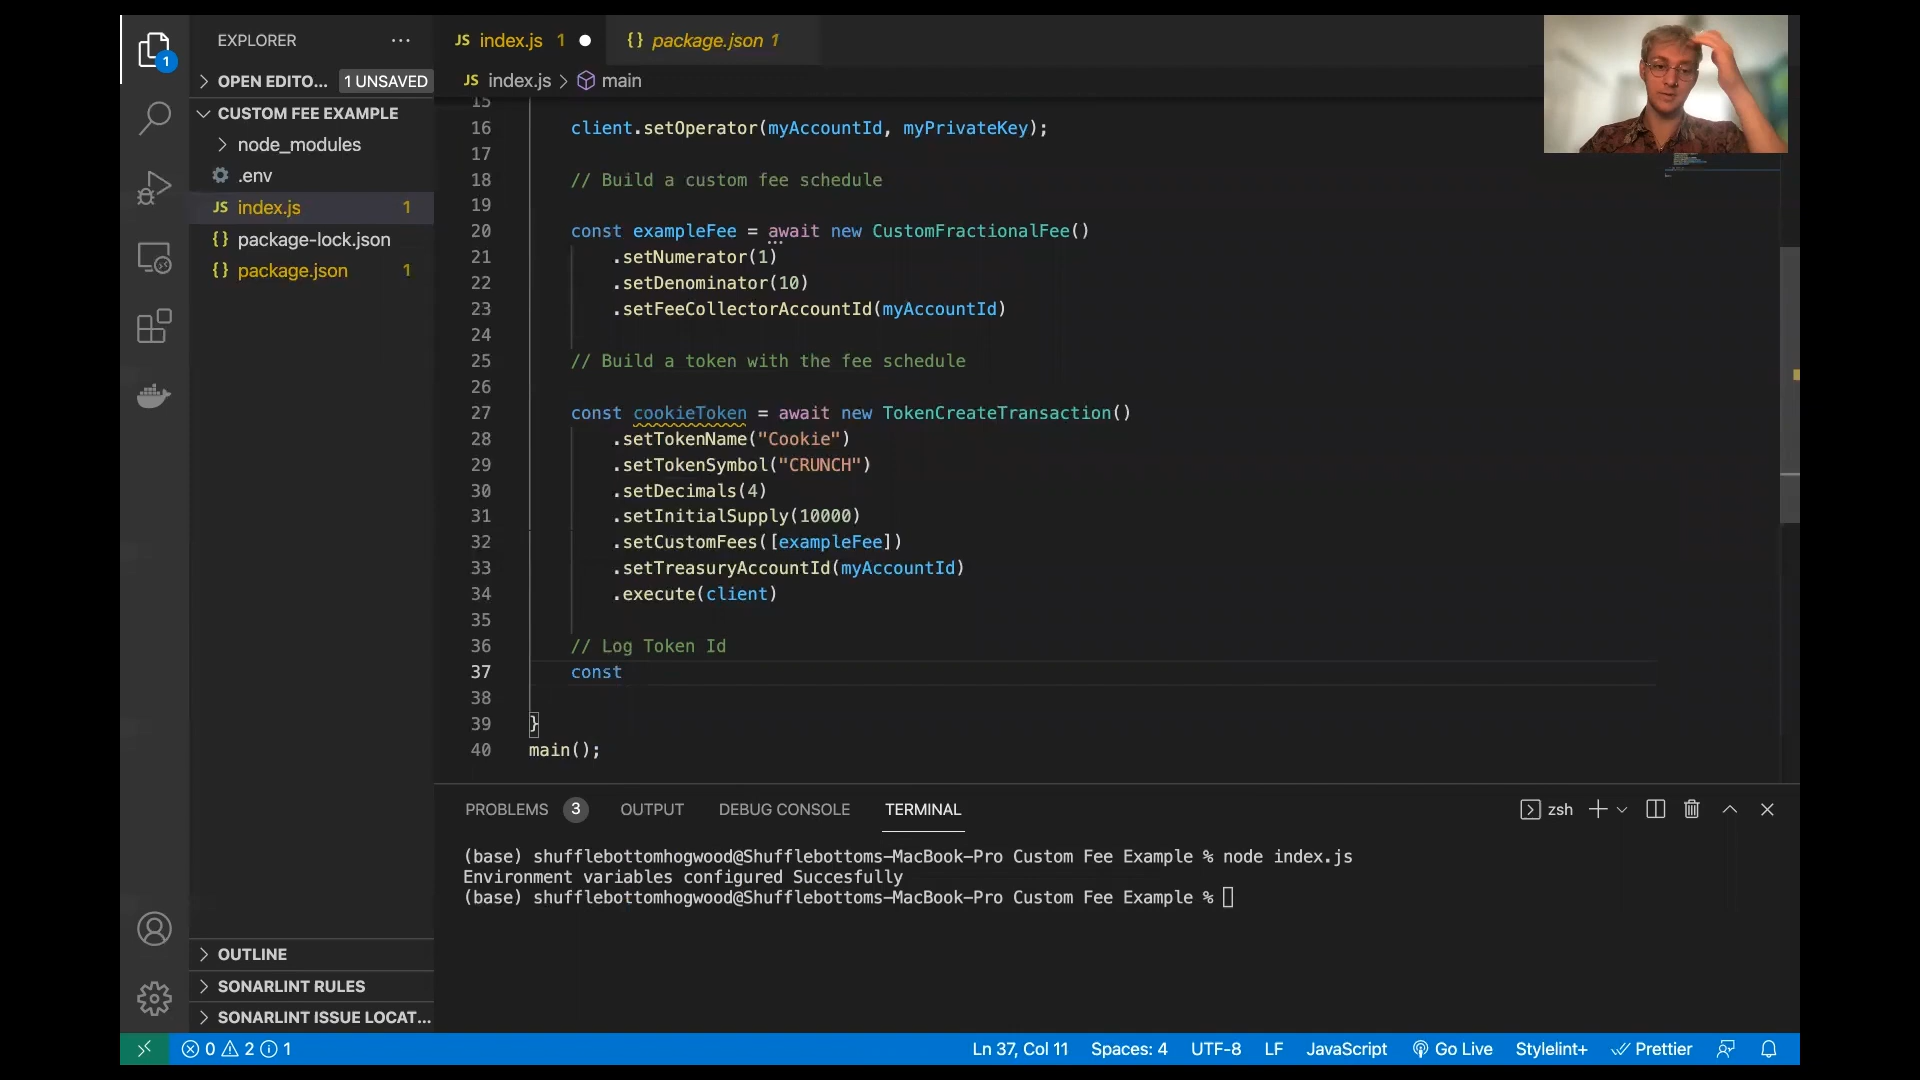 EXPLORER
OPEN EDITO... 1 UNSAVED
CUSTOM FEE EXAMPLE
node_modules
.env
JS index.js 1
{} package-lock.json
{} package.json 1
OUTLINE
SONARLINT RULES
SONARLINT ISSUE LOCAT...
JS index.js 1
{} package.json 1
JS index.js > main
15
16 client.setOperator(myAccountId, myPrivateKey);
17
18 // Build a custom fee schedule
19
20 const exampleFee = await new CustomFractionalFee()
21 .setNumerator(1)
22 .setDenominator(10)
23 .setFeeCollectorAccountId(myAccountId)
24
25 // Build a token with the fee schedule
26
27 const cookieToken = await new TokenCreateTransaction()
28 .setTokenName("Cookie")
29 .setTokenSymbol("CRUNCH")
30 .setDecimals(4)
31 .setInitialSupply(10000)
32 .setCustomFees([exampleFee])
33 .setTreasuryAccountId(myAccountId)
34 .execute(client)
35
36 // Log Token Id
37 const
38
39 }
40 main();
PROBLEMS 3 OUTPUT DEBUG CONSOLE TERMINAL
zsh
(base) shufflebottomhogwood@Shufflebottoms-MacBook-Pro Custom Fee Example % node index.js
Environment variables configured Succesfully
(base) shufflebottomhogwood@Shufflebottoms-MacBook-Pro Custom Fee Example %
0 2 1 Ln 37, Col 11 Spaces: 4 UTF-8 LF JavaScript Go Live Stylelint+ Prettier